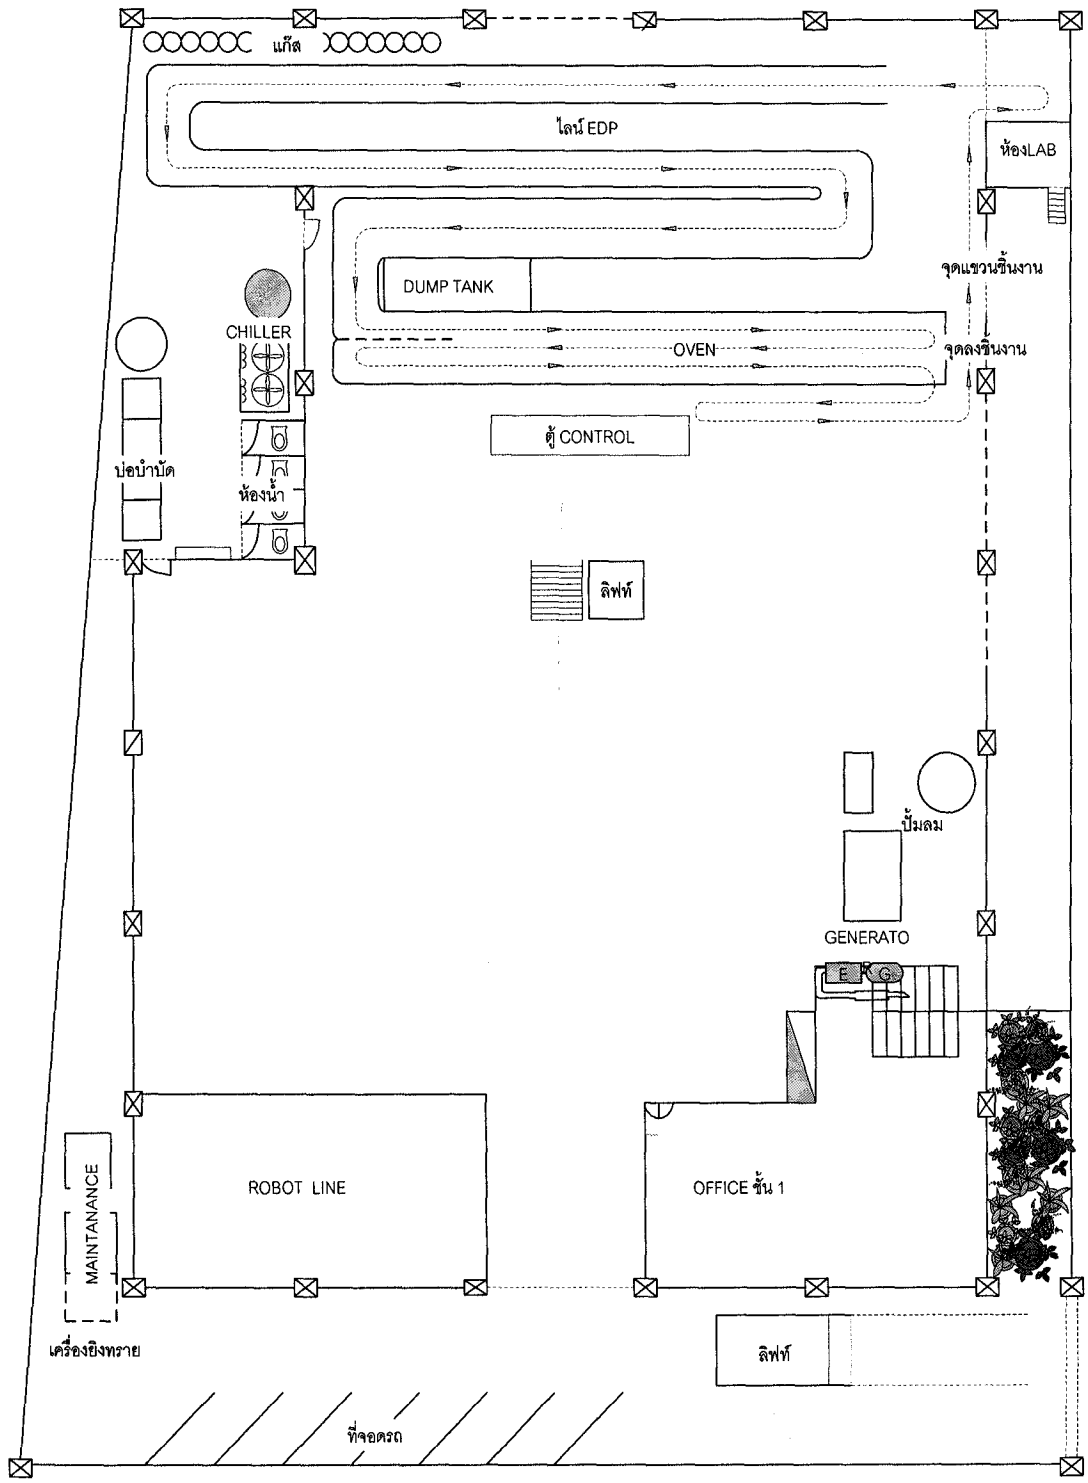 แก๊ส
ไลน์ EDP
ห้องLAB
จุดแขวนชิ้นงาน
DUMP TANK
CHILLER
OVEN
จุดลงชิ้นงาน
ตู้ CONTROL
บ่อบำบัด
ห้องน้ำ
ลิฟท์
ปั๊มลม
GENERATO
E
G
ROBOT LINE
OFFICE ชั้น 1
MAINTANANCE
เครื่องยิงทราย
ลิฟท์
ที่จอดรถ